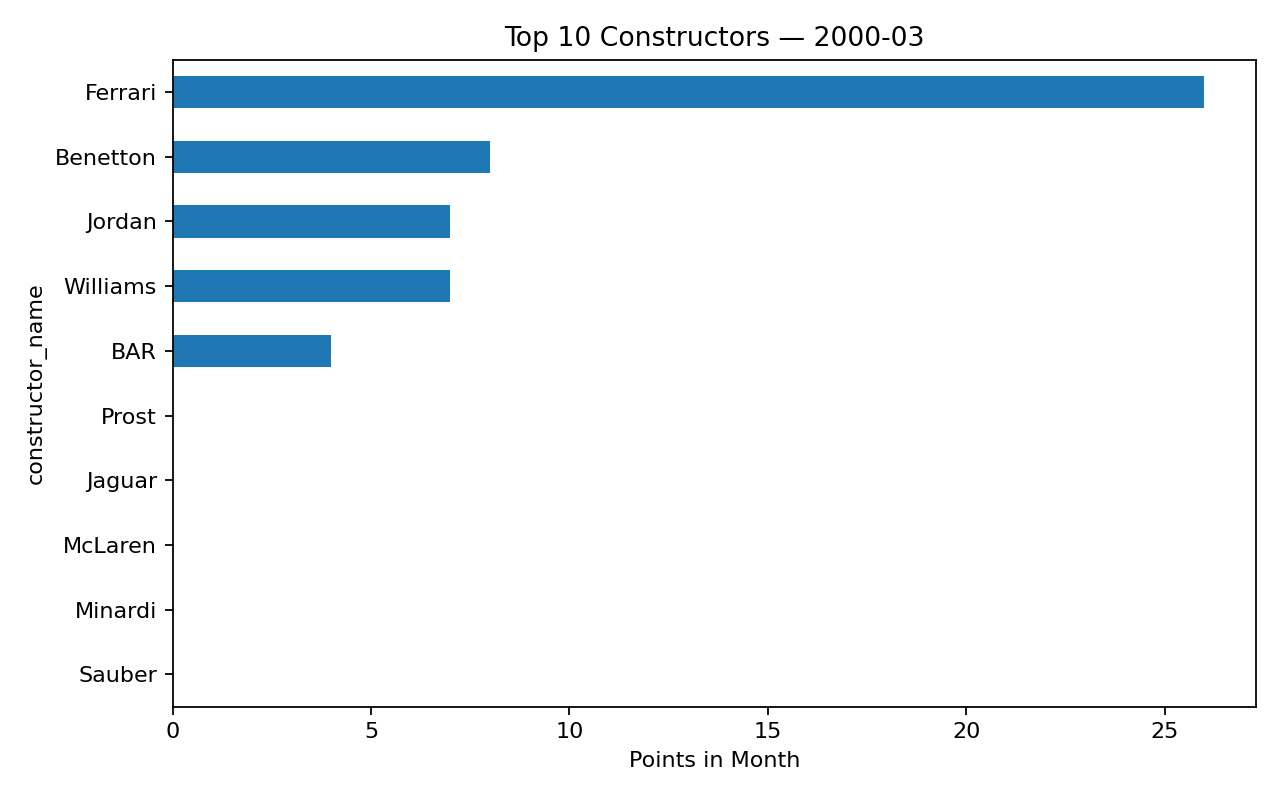 Top 10 Constructors — 2000-03
Ferrari
Benetton
Jordan
Williams
BAR
Prost
Jaguar
McLaren
Minardi
Sauber
constructor_name
0 5 10 15 20 25
Points in Month